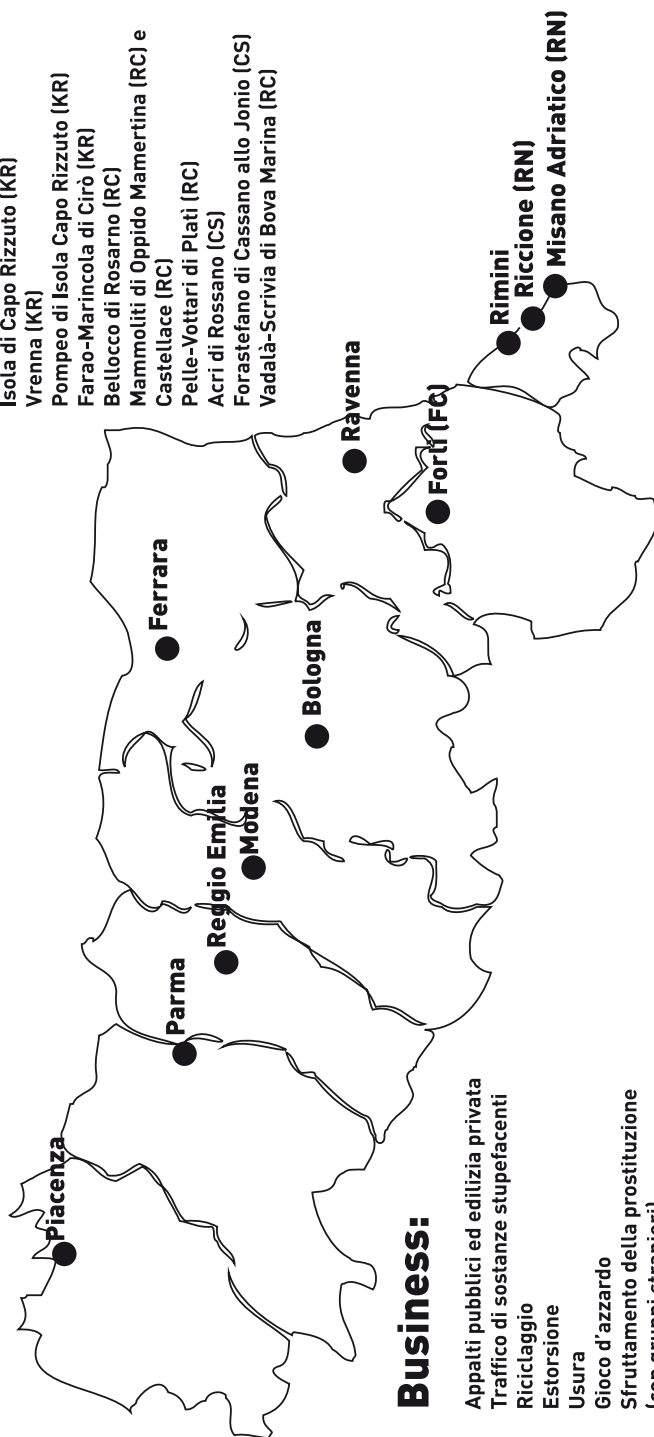 Isola di Capo Rizzuto (KR)
Vrenna (KR)
Pompeo di Isola Capo Rizzuto (KR)
Farao-Marincola di Cirò (KR)
Bellocco di Rosarno (RC)
Mammoliti di Oppido Mamertina (RC) e
Castellace (RC)
Pelle-Vottari di Platì (RC)
Acri di Rossano (CS)
Forastefano di Cassano allo Jonio (CS)
Vadalà-Scrivia di Bova Marina (RC)
Piacenza
Parma
Reggio Emilia
Modena
Bologna
Ferrara
Ravenna
Forlì (FC)
Rimini
Riccione (RN)
Misano Adriatico (RN)
Business:
Appalti pubblici ed edilizia privata
Traffico di sostanze stupefacenti
Riciclaggio
Estorsione
Usura
Gioco d'azzardo
Sfruttamento della prostituzione
(con gruppi stranieri)